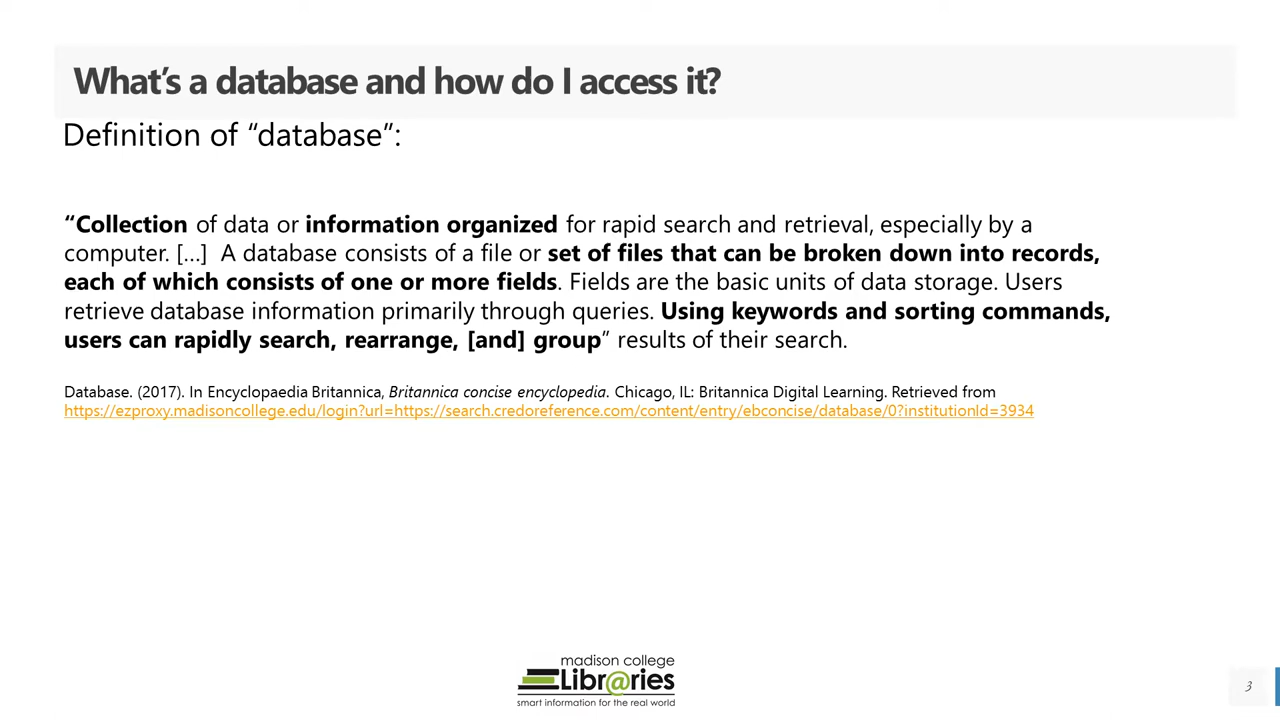 What's a database and how do I access it?
Definition of “database”:
“Collection of data or information organized for rapid search and retrieval, especially by a
computer. […]  A database consists of a file or set of files that can be broken down into records,
each of which consists of one or more fields. Fields are the basic units of data storage. Users
retrieve database information primarily through queries. Using keywords and sorting commands,
users can rapidly search, rearrange, [and] group” results of their search.
Database. (2017). In Encyclopaedia Britannica, Britannica concise encyclopedia. Chicago, IL: Britannica Digital Learning. Retrieved from
https://ezproxy.madisoncollege.edu/login?url=https://search.credoreference.com/content/entry/ebconcise/database/0?institutionId=3934
madison college
Libr@ries
smart information for the real world
3